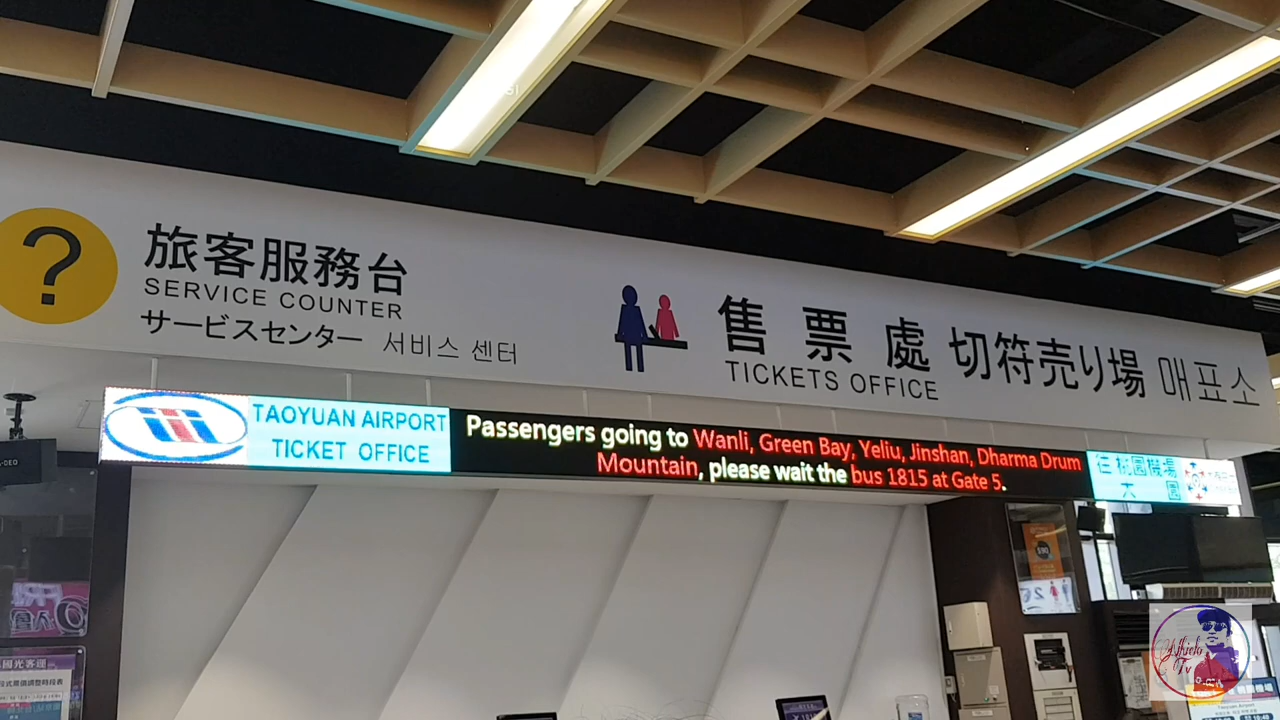 ?
旅客服務台
SERVICE COUNTER
サービスセンター 서비스 센터
售票處 切符売り場 매표소
TICKETS OFFICE
TAOYUAN AIRPORT
TICKET OFFICE
Passengers going to Wanli, Green Bay, Yeliu, Jinshan, Dharma Drum
Mountain, please wait the bus 1815 at Gate 5.
往 桃園機場
大 園